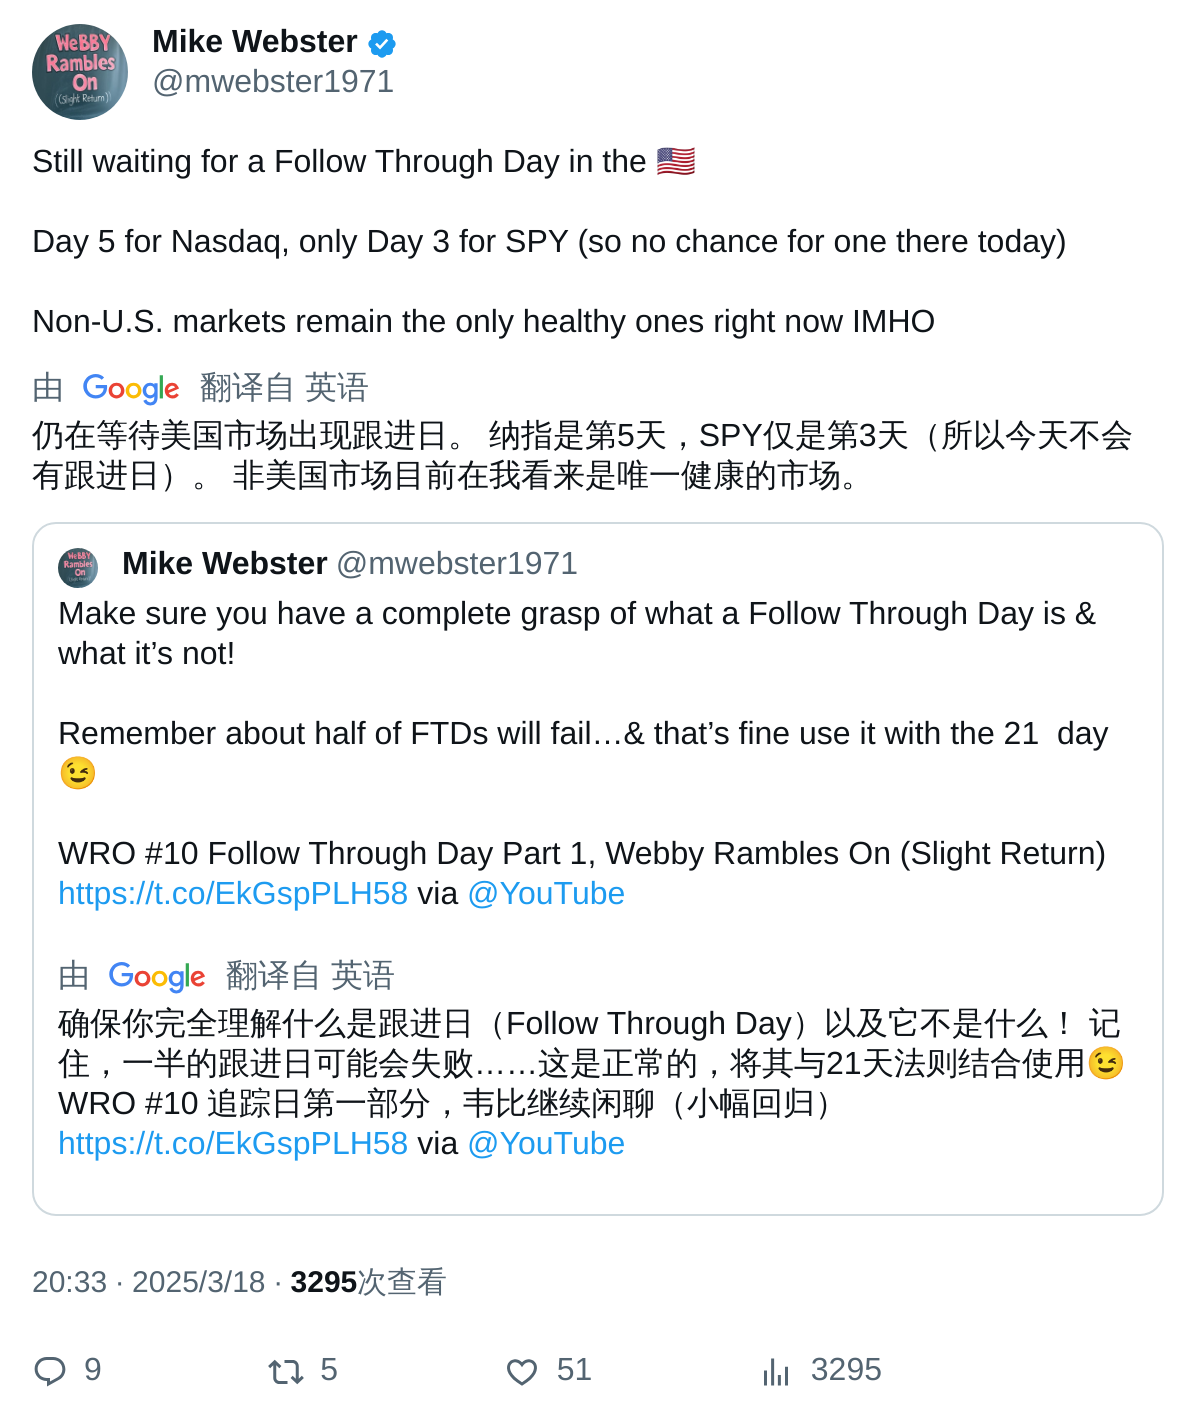 WeBBY
Rambles
On
((Slight Return))
Mike Webster
@mwebster1971
Still waiting for a Follow Through Day in the 🇺🇸
Day 5 for Nasdaq, only Day 3 for SPY (so no chance for one there today)
Non-U.S. markets remain the only healthy ones right now IMHO
由 Google 翻译自 英语
仍在等待美国市场出现跟进日。 纳指是第5天，SPY仅是第3天（所以今天不会
有跟进日）。 非美国市场目前在我看来是唯一健康的市场。
WeBBY
Rambles
On
Mike Webster @mwebster1971
Make sure you have a complete grasp of what a Follow Through Day is &
what it’s not!
Remember about half of FTDs will fail…& that’s fine use it with the 21  day
😉
WRO #10 Follow Through Day Part 1, Webby Rambles On (Slight Return)
https://t.co/EkGspPLH58 via @YouTube
由 Google 翻译自 英语
确保你完全理解什么是跟进日（Follow Through Day）以及它不是什么！ 记
住，一半的跟进日可能会失败……这是正常的，将其与21天法则结合使用😉
WRO #10 追踪日第一部分，韦比继续闲聊（小幅回归）
https://t.co/EkGspPLH58 via @YouTube
20:33 · 2025/3/18 · 3295次查看
9 5 51 3295